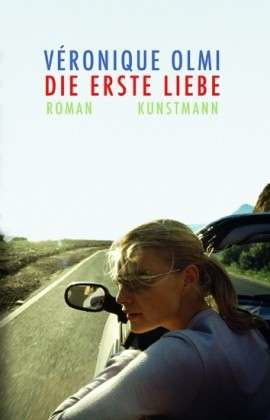 VÉRONIQUE OLMI
DIE ERSTE LIEBE
ROMAN KUNSTMANN